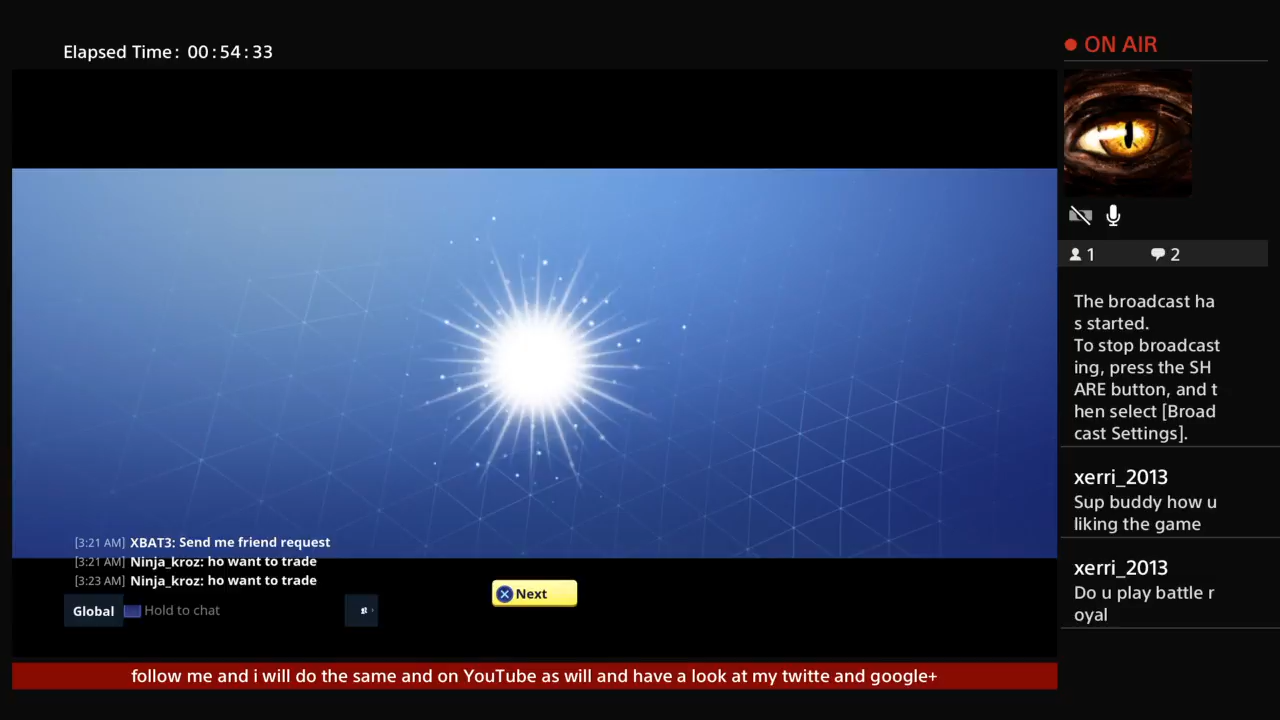 Elapsed Time: 00:54:33
ON AIR
1
2
The broadcast ha
s started.
To stop broadcast
ing, press the SH
ARE button, and t
hen select [Broad
cast Settings].
xerri_2013
Sup buddy how u
liking the game
xerri_2013
Do u play battle r
oyal
[3:21 AM] XBAT3: Send me friend request
[3:21 AM] Ninja_kroz: ho want to trade
[3:23 AM] Ninja_kroz: ho want to trade
Global Hold to chat
Next
follow me and i will do the same and on YouTube as will and have a look at my twitte and google+